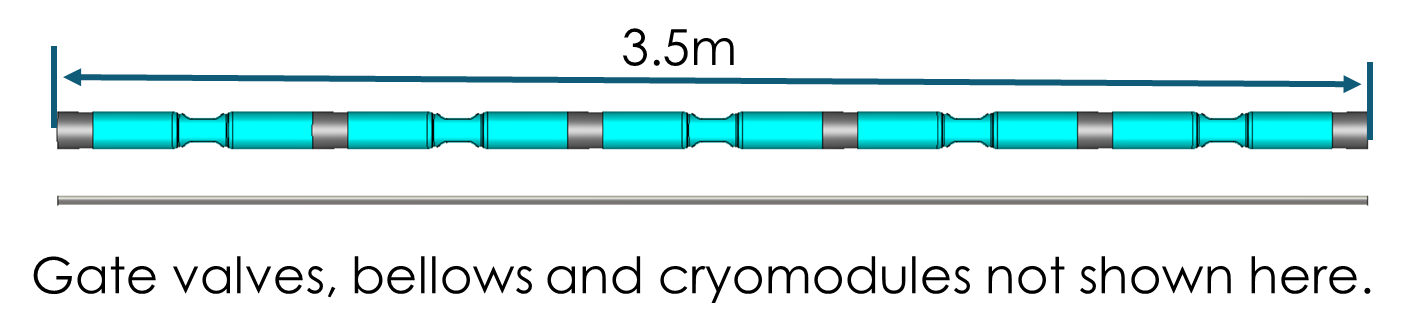 3.5m
Gate valves, bellows and cryomodules not shown here.